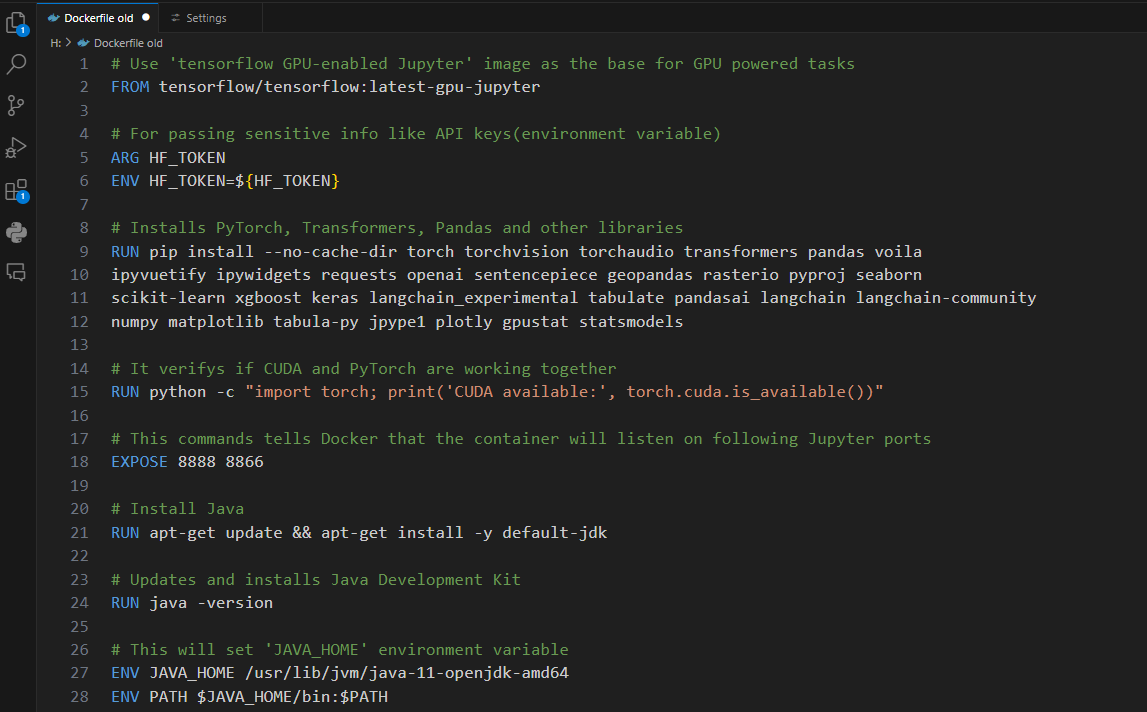 Dockerfile old
Settings
H: > Dockerfile old
1
1
1 # Use 'tensorflow GPU-enabled Jupyter' image as the base for GPU powered tasks
2 FROM tensorflow/tensorflow:latest-gpu-jupyter
3
4 # For passing sensitive info like API keys(environment variable)
5 ARG HF_TOKEN
6 ENV HF_TOKEN=${HF_TOKEN}
7
8 # Installs PyTorch, Transformers, Pandas and other libraries
9 RUN pip install --no-cache-dir torch torchvision torchaudio transformers pandas voila
10 ipyvuetify ipywidgets requests openai sentencepiece geopandas rasterio pyproj seaborn
11 scikit-learn xgboost keras langchain_experimental tabulate pandasai langchain langchain-community
12 numpy matplotlib tabula-py jpype1 plotly gpustat statsmodels
13
14 # It verifys if CUDA and PyTorch are working together
15 RUN python -c "import torch; print('CUDA available:', torch.cuda.is_available())"
16
17 # This commands tells Docker that the container will listen on following Jupyter ports
18 EXPOSE 8888 8866
19
20 # Install Java
21 RUN apt-get update && apt-get install -y default-jdk
22
23 # Updates and installs Java Development Kit
24 RUN java -version
25
26 # This will set 'JAVA_HOME' environment variable
27 ENV JAVA_HOME /usr/lib/jvm/java-11-openjdk-amd64
28 ENV PATH $JAVA_HOME/bin:$PATH